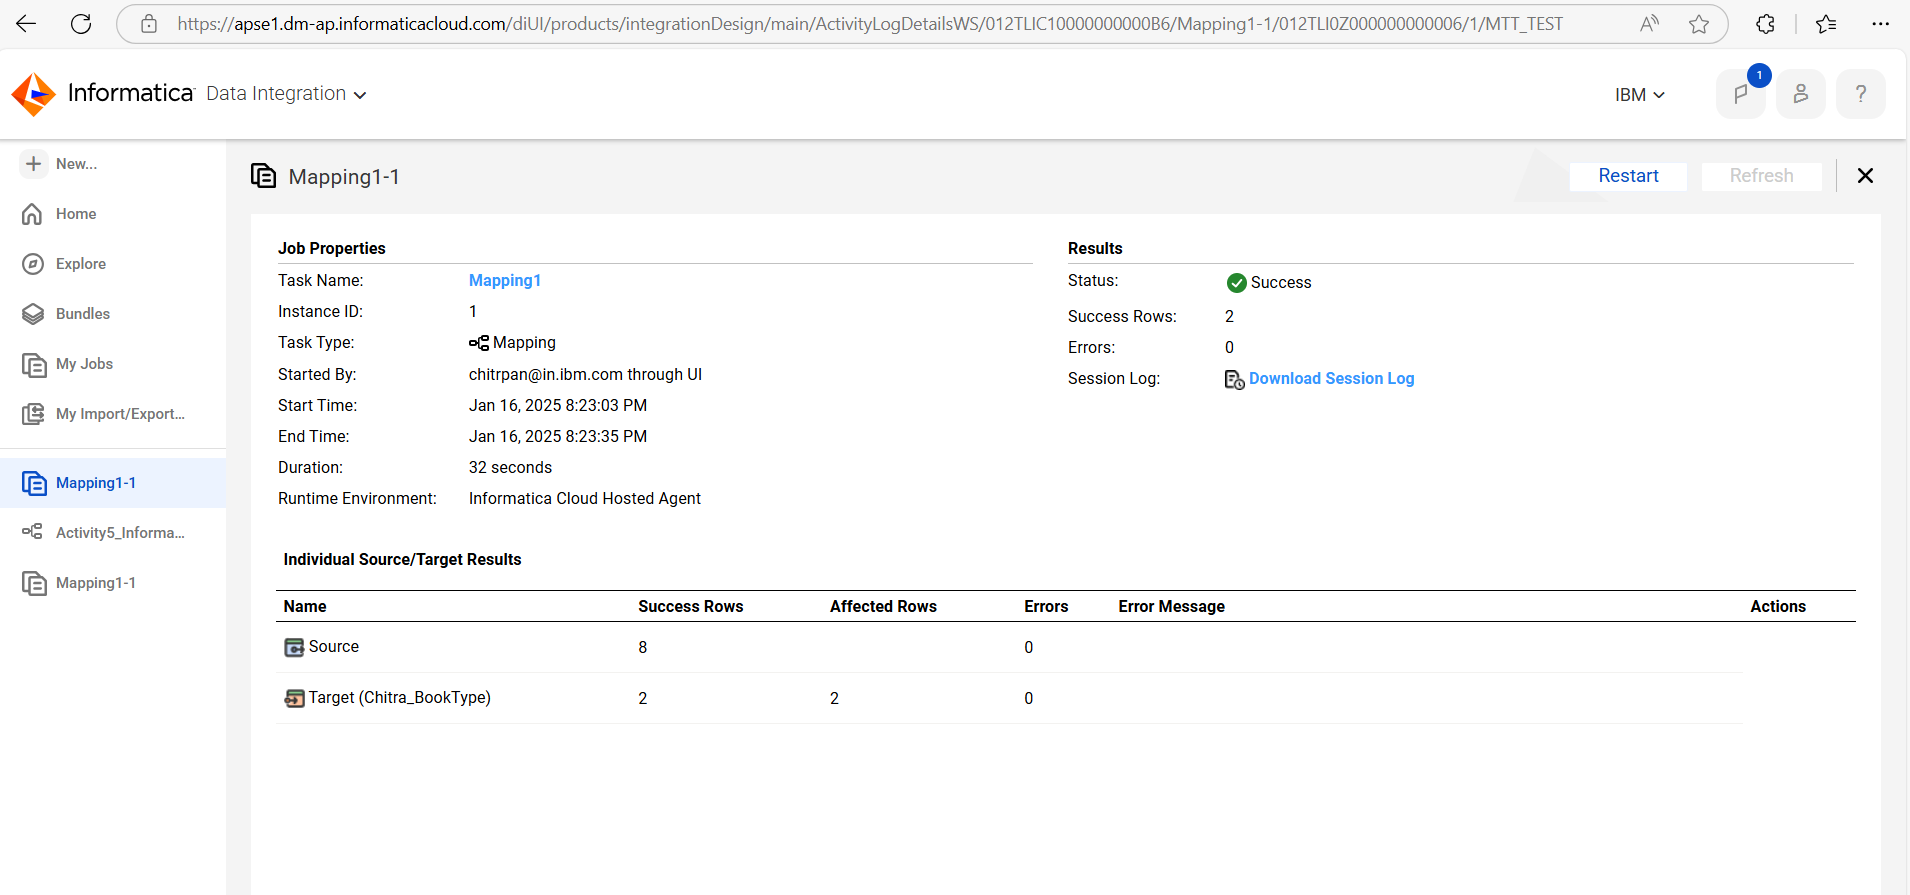 https://apse1.dm-ap.informaticacloud.com/diUI/products/integrationDesign/main/ActivityLogDetailsWS/012TLIC10000000000B6/Mapping1-1/012TLI0Z000000000006/1/MTT_TEST
Informatica Data Integration
IBM
1
?
New...
Home
Explore
Bundles
My Jobs
My Import/Export...
Mapping1-1
Activity5_Informa...
Mapping1-1
Mapping1-1
Restart
Refresh
Job Properties
Task Name: Mapping1
Instance ID: 1
Task Type: Mapping
Started By: chitrpan@in.ibm.com through UI
Start Time: Jan 16, 2025 8:23:03 PM
End Time: Jan 16, 2025 8:23:35 PM
Duration: 32 seconds
Runtime Environment: Informatica Cloud Hosted Agent
Results
Status: Success
Success Rows: 2
Errors: 0
Session Log: Download Session Log
Individual Source/Target Results
Name Success Rows Affected Rows Errors Error Message Actions
Source 8 0
Target (Chitra_BookType) 2 2 0